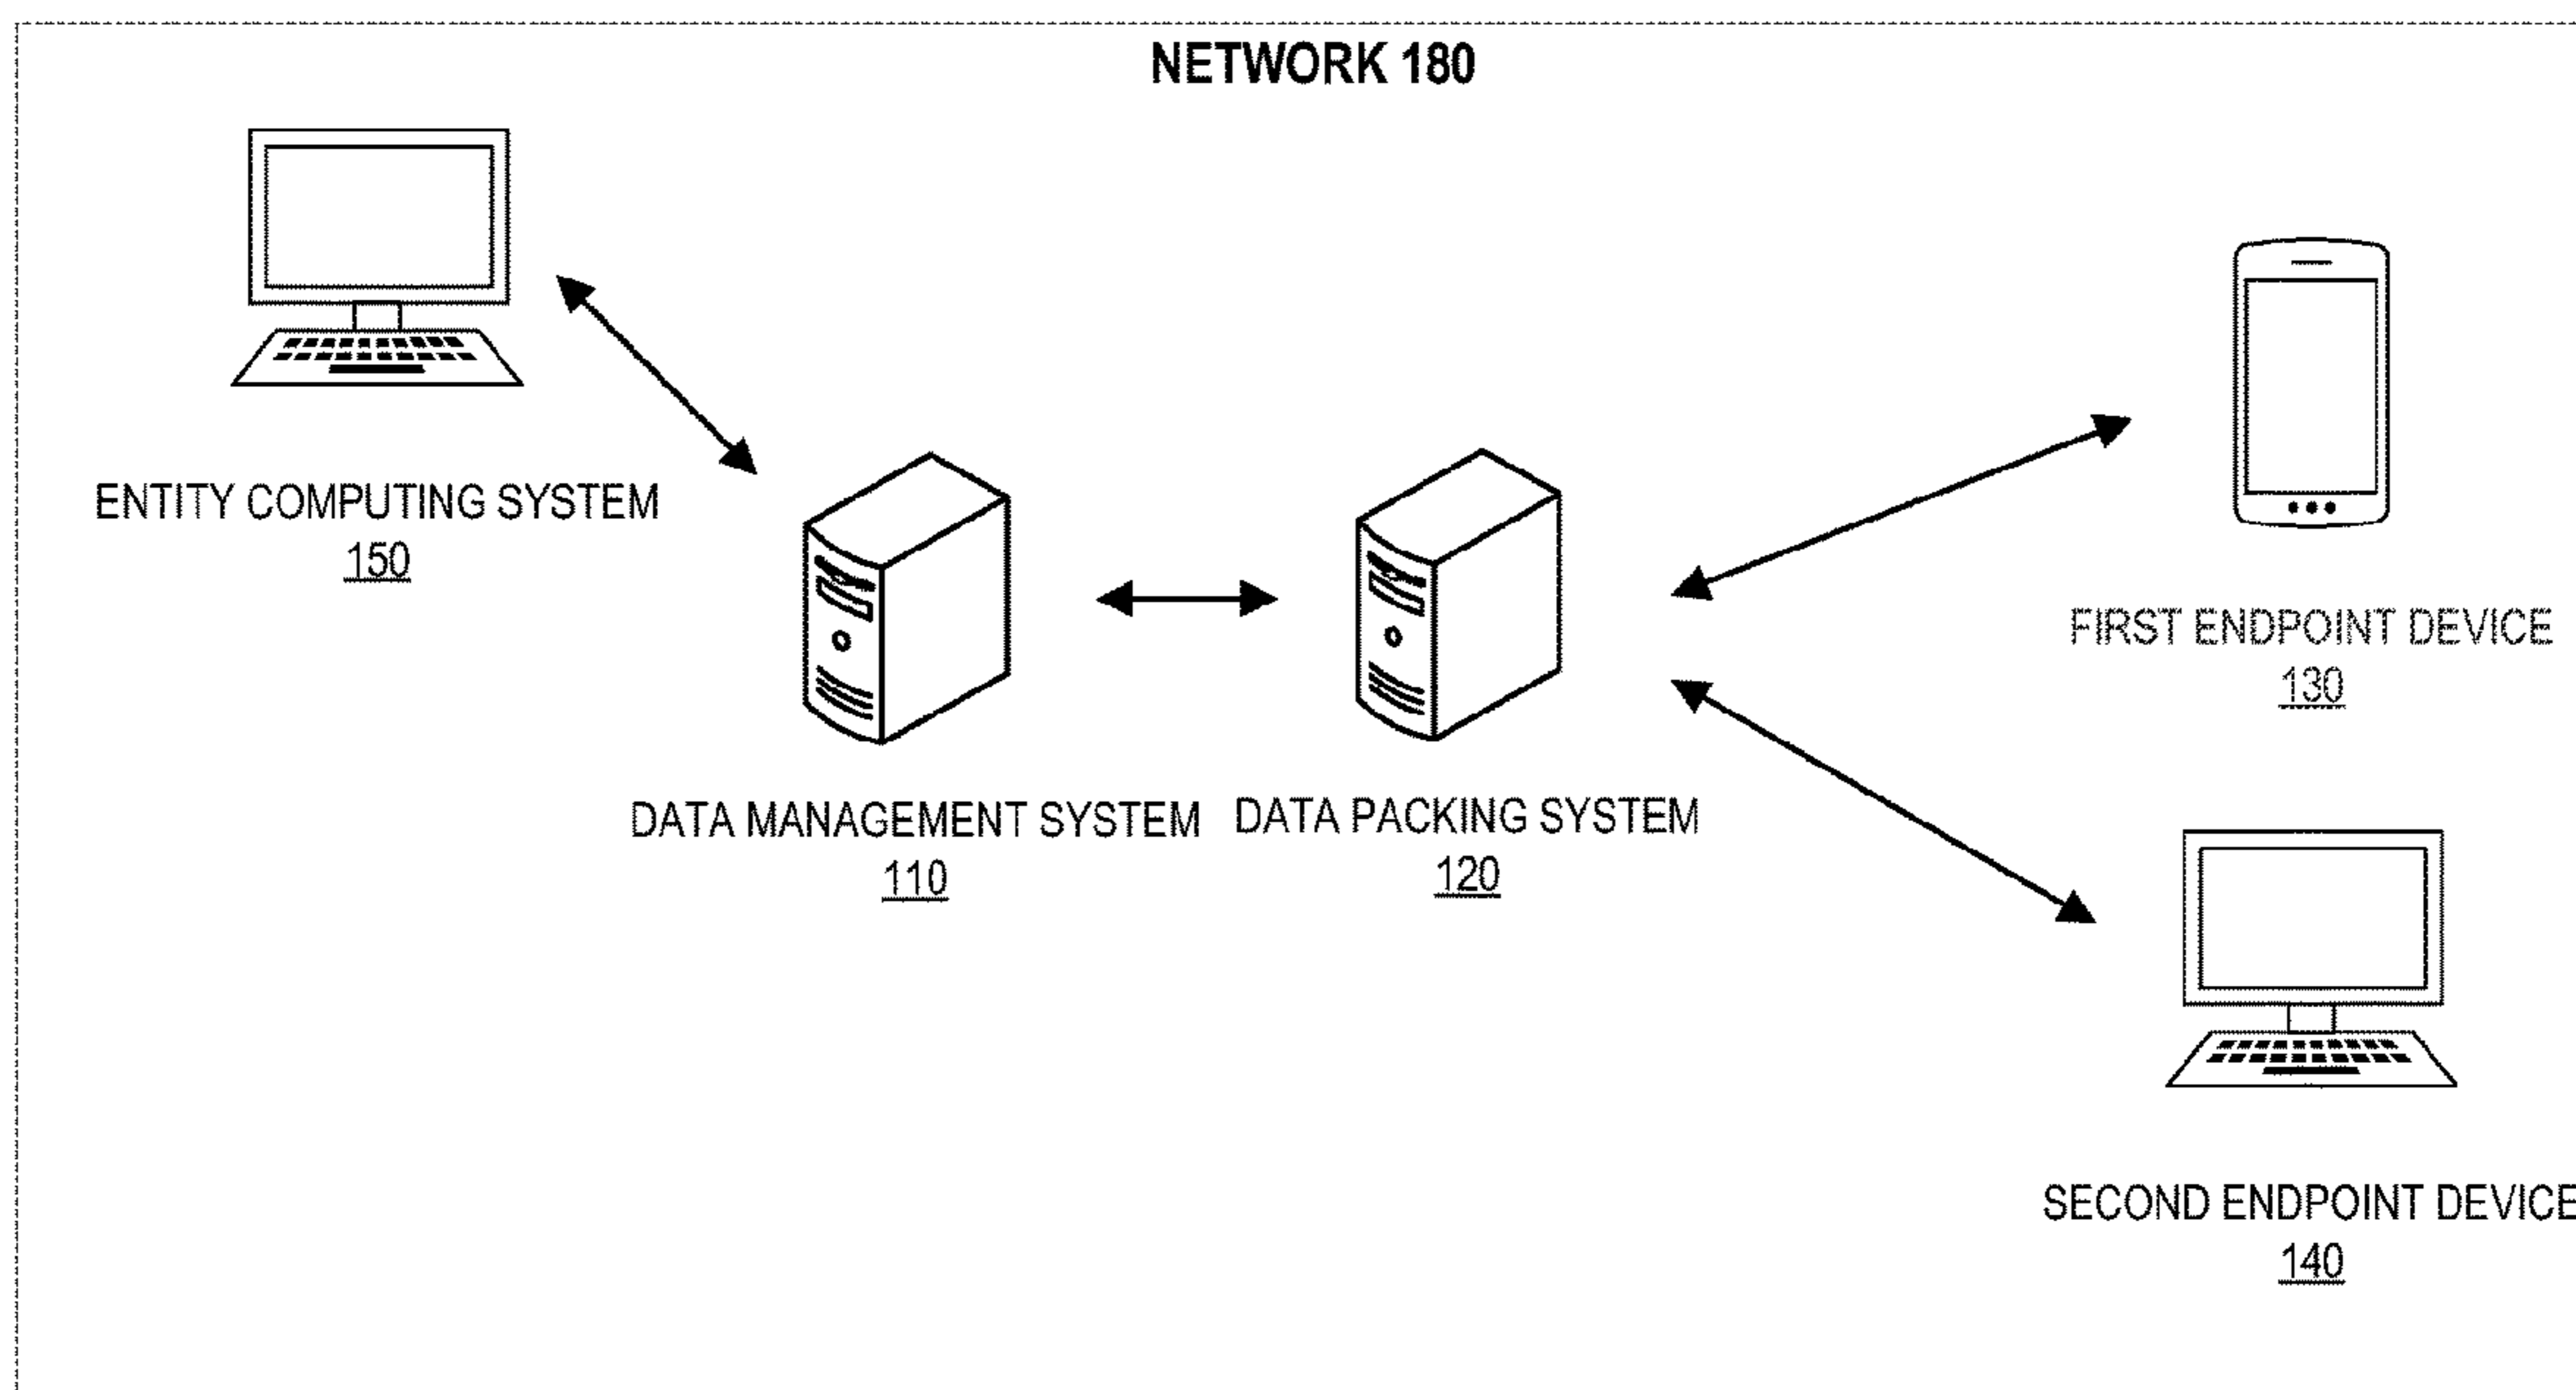 NETWORK 180
ENTITY COMPUTING SYSTEM
150
DATA MANAGEMENT SYSTEM
110
DATA PACKING SYSTEM
120
FIRST ENDPOINT DEVICE
130
SECOND ENDPOINT DEVICE
140